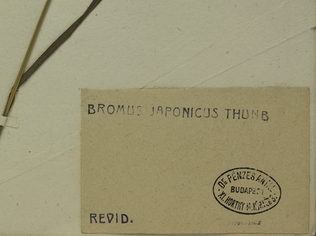 BROMUS JAPONICUS THUNB
DR PENZES ANTAL
BUDAPEST
REVID.